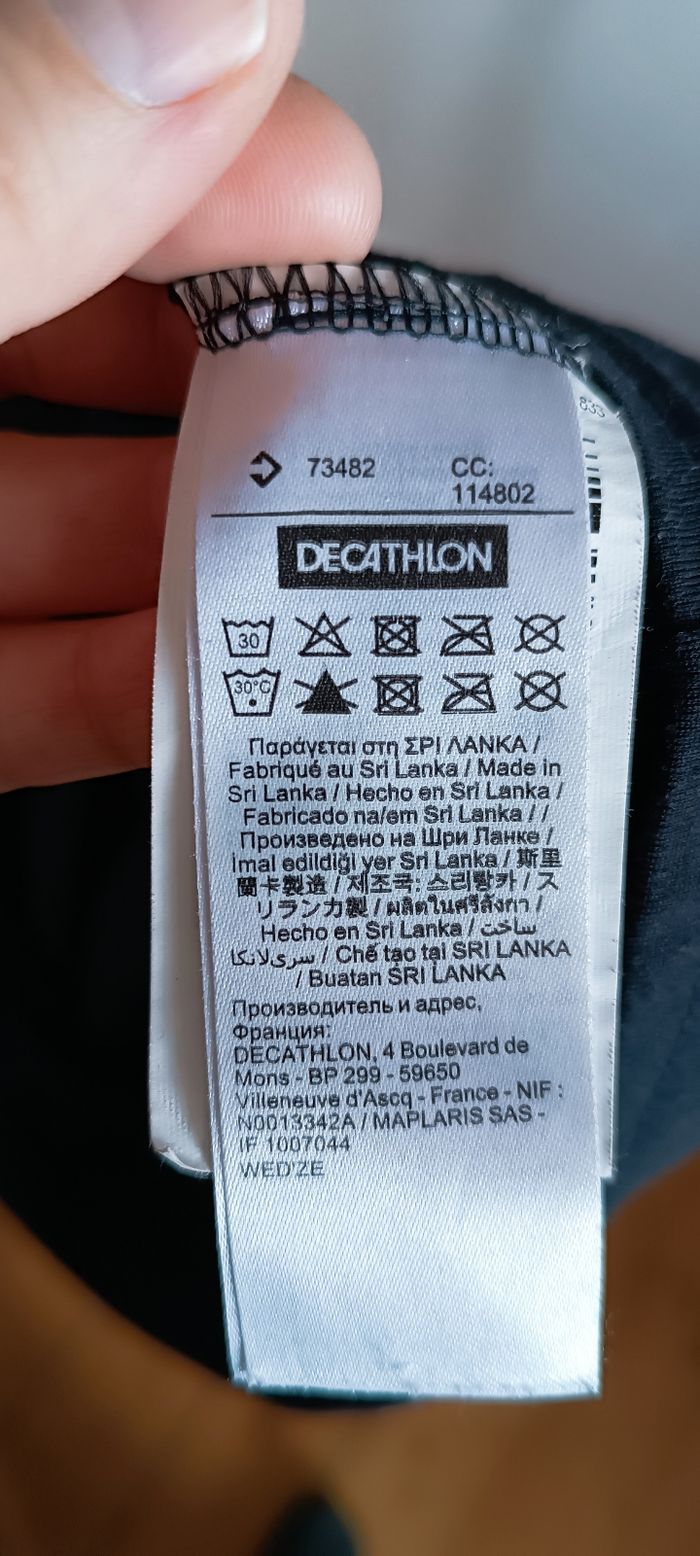 73482 CC:
114802
DECATHLON
30
30°C
Παράγεται στη ΣΡΙ ΛΑΝΚΑ /
Fabriqué au Sri Lanka / Made in
Sri Lanka / Hecho en Sri Lanka /
Fabricado na/em Sri Lanka / /
Произведено на Шри Ланке /
İmal edildiği yer Sri Lanka / 斯里
蘭卡製造 / 제조국: 스리랑카 / ス
リランカ製 / ผลิตในศรีลังกา /
Hecho en Sri Lanka / ساخت
سری‌لانکا / Chế tạo tại SRI LANKA
/ Buatan SRI LANKA
Производитель и адрес,
Франция:
DECATHLON, 4 Boulevard de
Mons - BP 299 - 59650
Villeneuve d'Ascq - France - NIF :
N0013342A / MAPLARIS SAS -
IF 1007044
WED'ZE
833